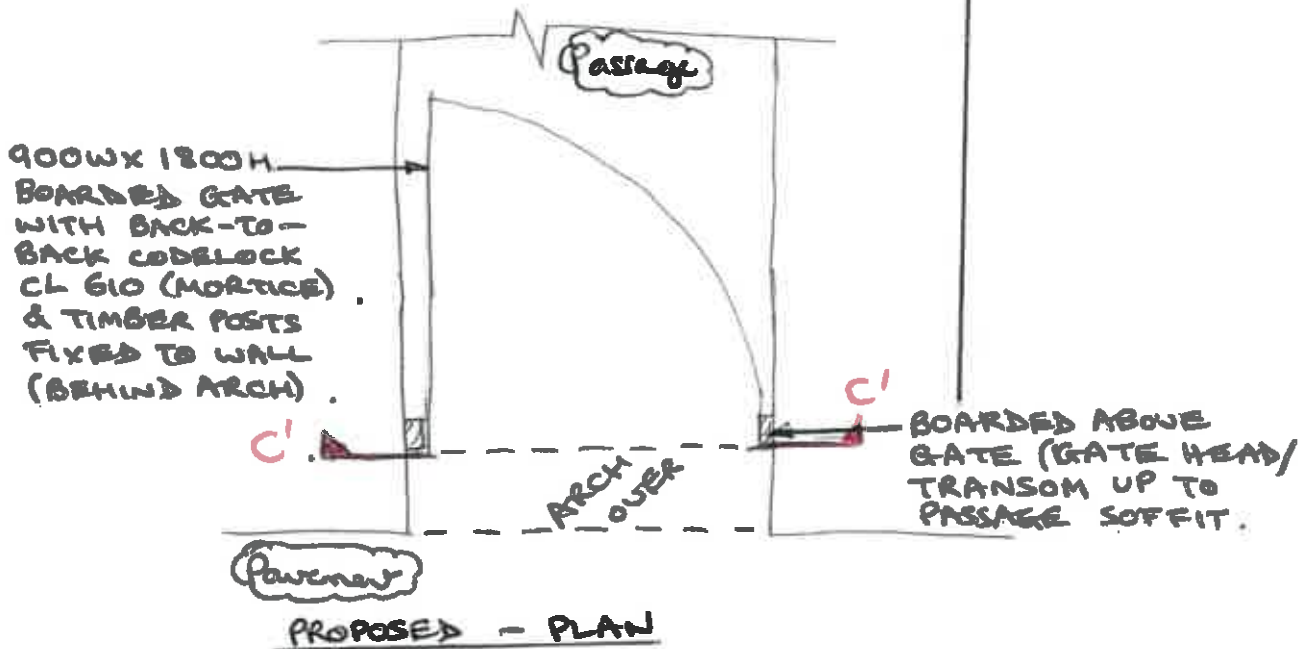 Passage
900W X 1800H
BOARDED GATE
WITH BACK-TO-
BACK CODELOCK
CL 610 (MORTICE).
& TIMBER POSTS
FIXED TO WALL
(BEHIND ARCH).
C'
C'
BOARDED ABOVE
GATE (GATE HEAD/
TRANSOM UP TO
PASSAGE SOFFIT.
ARCH
OVER
Pavement
PROPOSED - PLAN